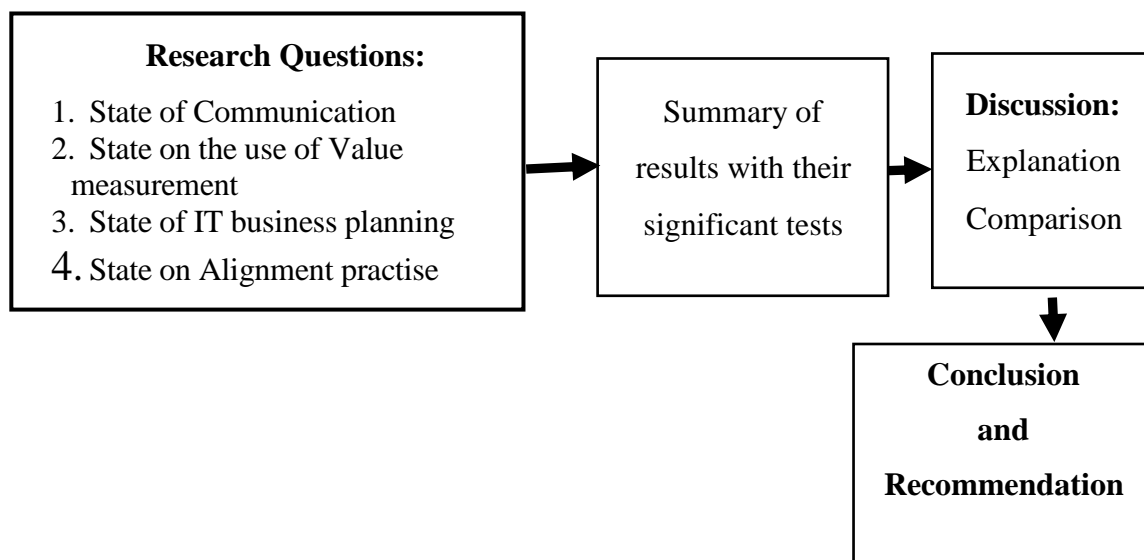 Research Questions:
1. State of Communication
2. State on the use of Value
measurement
3. State of IT business planning
4. State on Alignment practise
Summary of
results with their
significant tests
Discussion:
Explanation
Comparison
Conclusion
and
Recommendation